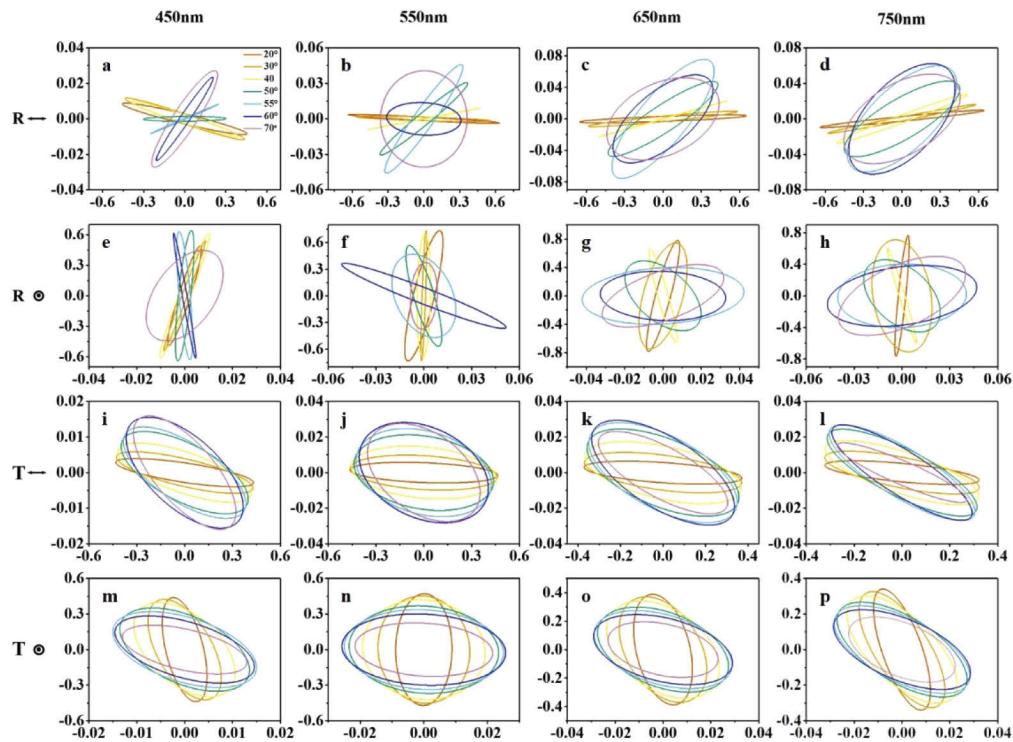 450nm 550nm 650nm 750nm
0.04 0.06 0.08 0.08
a b c d
20°
30°
40
50°
55°
60°
70°
0.02 0.03 0.04 0.04
R ↔ 0.00 0.00 0.00 0.00
-0.02 -0.03 -0.04 -0.04
-0.04 -0.06 -0.08 -0.08
-0.6 -0.3 0.0 0.3 0.6 -0.6 -0.3 0.0 0.3 0.6 -0.6 -0.3 0.0 0.3 0.6 -0.6 -0.3 0.0 0.3 0.6
e f g h
0.6 0.6 0.8 0.8
0.3 0.3 0.4 0.4
R ⊙ 0.0 0.0 0.0 0.0
-0.3 -0.3 -0.4 -0.4
-0.6 -0.6 -0.8 -0.8
-0.04 -0.02 0.00 0.02 0.04 -0.06 -0.03 0.00 0.03 0.06 -0.04 -0.02 0.00 0.02 0.04 -0.06 -0.03 0.00 0.03 0.06
0.02 0.04 0.04 0.04
i j k l
0.01 0.02 0.02 0.02
T ↔ 0.00 0.00 0.00 0.00
-0.01 -0.02 -0.02 -0.02
-0.02 -0.04 -0.04 -0.04
-0.6 -0.3 0.0 0.3 0.6 -0.6 -0.3 0.0 0.3 0.6 -0.4 -0.2 0.0 0.2 0.4 -0.4 -0.2 0.0 0.2 0.4
0.6 0.6 0.4 0.4
m n o p
0.3 0.3 0.2 0.2
T ⊙ 0.0 0.0 0.0 0.0
-0.3 -0.3 -0.2 -0.2
-0.6 -0.6 -0.4 -0.4
-0.02 -0.01 0.00 0.01 0.02 -0.02 0.00 0.02 -0.04 -0.02 0.00 0.02 0.04 -0.04 -0.02 0.00 0.02 0.04